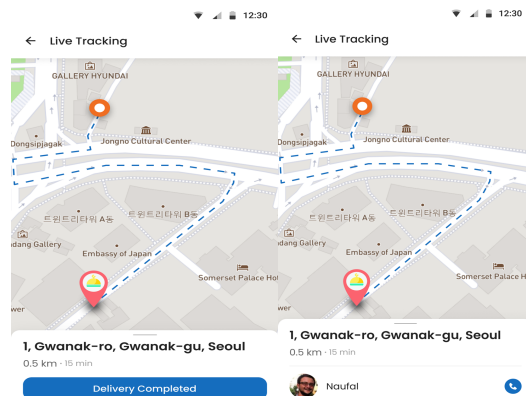 12:30
Live Tracking
GALLERY HYUNDAI
Dongsipjagak
Jongno Cultural Center
트윈트리타워 A동
트윈트리타워 B동
dang Gallery
Embassy of Japan
Somerset Palace Ho
wer
1, Gwanak-ro, Gwanak-gu, Seoul
0.5 km · 15 min
Delivery Completed
12:30
Live Tracking
GALLERY HYUNDAI
Dongsipjagak
Jongno Cultural Center
트윈트리타워 A동
트윈트리타워 B동
adang Gallery
Embassy of Japan
Somerset Palace H
ower
1, Gwanak-ro, Gwanak-gu, Seoul
0.5 km · 15 min
Naufal